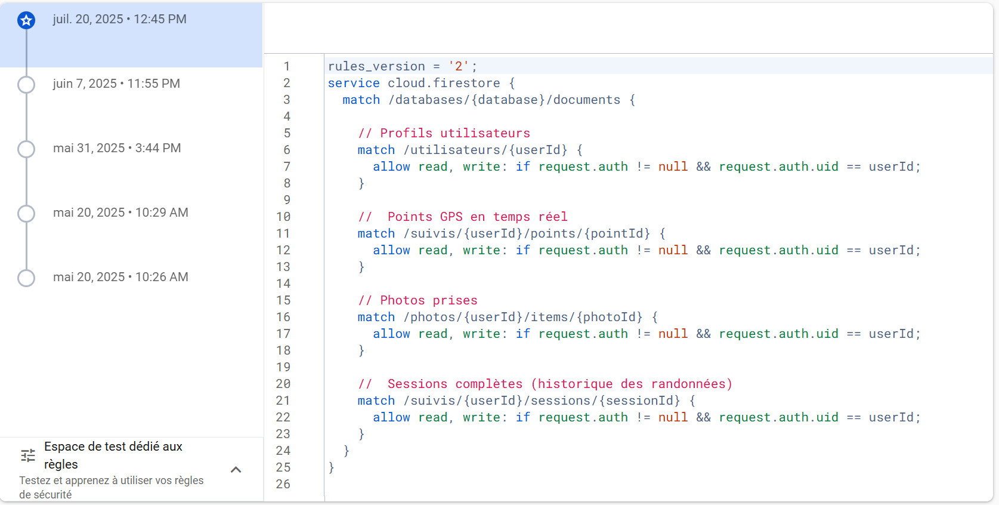 juil. 20, 2025 • 12:45 PM
juin 7, 2025 • 11:55 PM
mai 31, 2025 • 3:44 PM
mai 20, 2025 • 10:29 AM
mai 20, 2025 • 10:26 AM
Espace de test dédié aux
règles
Testez et apprenez à utiliser vos règles
de sécurité
1 rules_version = '2';
2 service cloud.firestore {
3   match /databases/{database}/documents {
4
5     // Profils utilisateurs
6     match /utilisateurs/{userId} {
7       allow read, write: if request.auth != null && request.auth.uid == userId;
8     }
9
10     //  Points GPS en temps réel
11     match /suivis/{userId}/points/{pointId} {
12       allow read, write: if request.auth != null && request.auth.uid == userId;
13     }
14
15     // Photos prises
16     match /photos/{userId}/items/{photoId} {
17       allow read, write: if request.auth != null && request.auth.uid == userId;
18     }
19
20     //  Sessions complètes (historique des randonnées)
21     match /suivis/{userId}/sessions/{sessionId} {
22       allow read, write: if request.auth != null && request.auth.uid == userId;
23     }
24   }
25 }
26